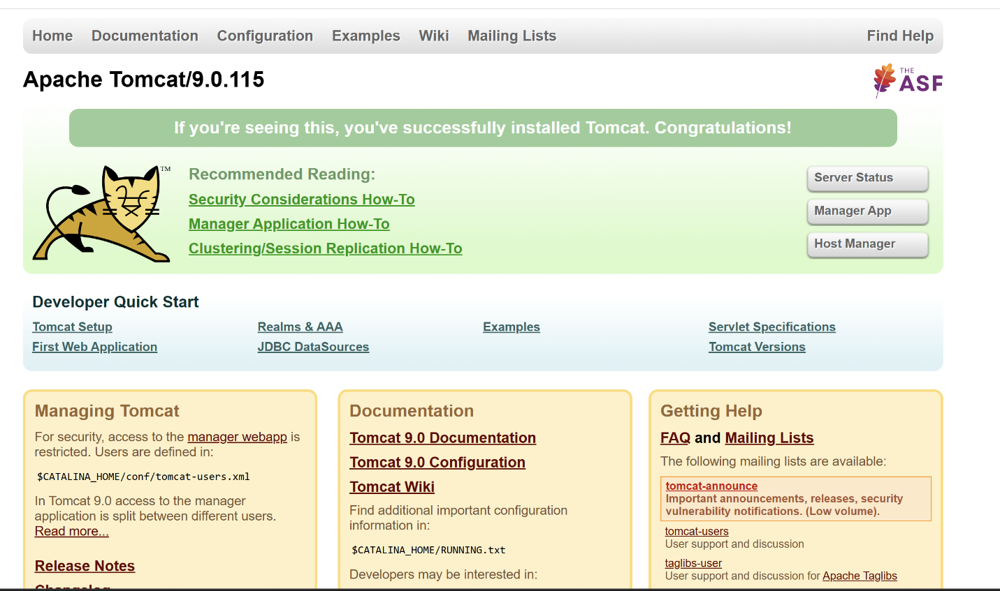 Home Documentation Configuration Examples Wiki Mailing Lists Find Help
Apache Tomcat/9.0.115
THE
ASF
If you're seeing this, you've successfully installed Tomcat. Congratulations!
TM
Recommended Reading:
Security Considerations How-To
Manager Application How-To
Clustering/Session Replication How-To
Server Status
Manager App
Host Manager
Developer Quick Start
Tomcat Setup
First Web Application
Realms & AAA
JDBC DataSources
Examples
Servlet Specifications
Tomcat Versions
Managing Tomcat
For security, access to the manager webapp is
restricted. Users are defined in:
$CATALINA_HOME/conf/tomcat-users.xml
In Tomcat 9.0 access to the manager
application is split between different users.
Read more...
Release Notes
Changelog
Documentation
Tomcat 9.0 Documentation
Tomcat 9.0 Configuration
Tomcat Wiki
Find additional important configuration
information in:
$CATALINA_HOME/RUNNING.txt
Developers may be interested in:
Getting Help
FAQ and Mailing Lists
The following mailing lists are available:
tomcat-announce
Important announcements, releases, security
vulnerability notifications. (Low volume).
tomcat-users
User support and discussion
taglibs-user
User support and discussion for Apache Taglibs